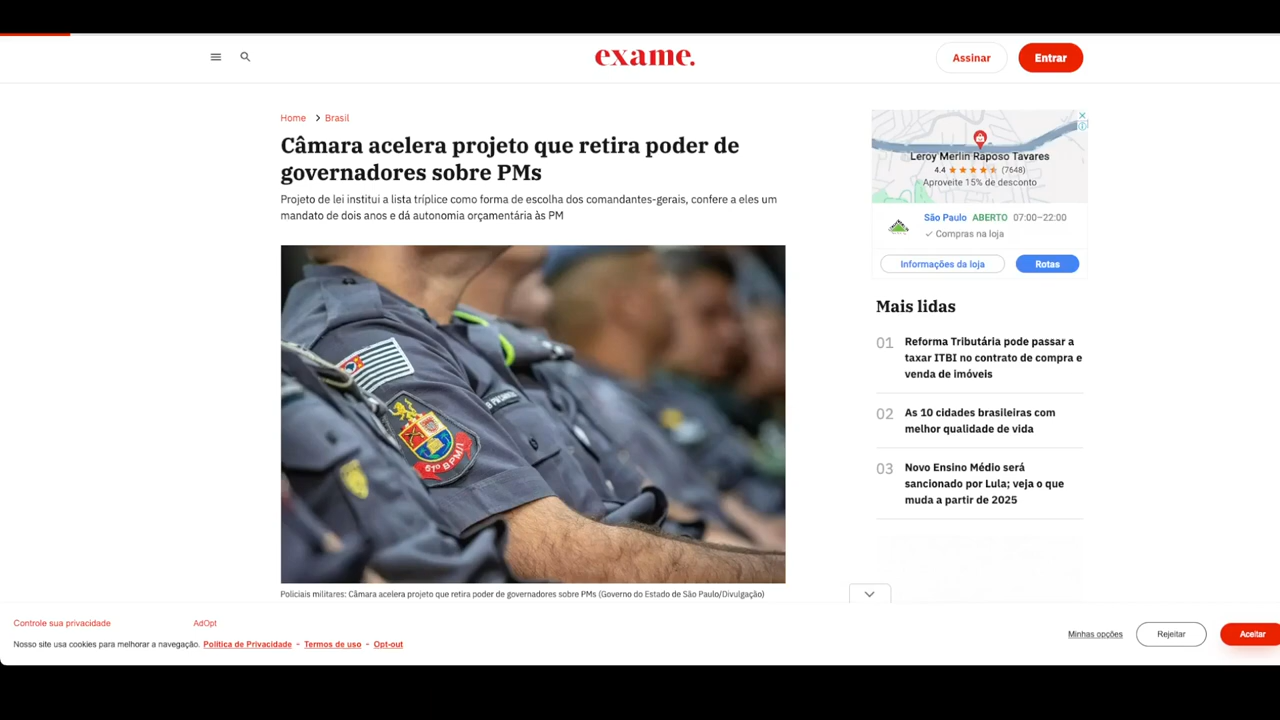 exame.
Assinar
Entrar
Home > Brasil
Câmara acelera projeto que retira poder de
governadores sobre PMs
Projeto de lei institui a lista tríplice como forma de escolha dos comandantes-gerais, confere a eles um
mandato de dois anos e dá autonomia orçamentária às PM
61º BPM/I
Policiais militares: Câmara acelera projeto que retira poder de governadores sobre PMs (Governo do Estado de São Paulo/Divulgação)
Leroy Merlin Raposo Tavares
4.4 ★★★★★ (7648)
Aproveite 15% de desconto
São Paulo ABERTO 07:00–22:00
✓ Compras na loja
Informações da loja
Rotas
Mais lidas
01 Reforma Tributária pode passar a
taxar ITBI no contrato de compra e
venda de imóveis
02 As 10 cidades brasileiras com
melhor qualidade de vida
03 Novo Ensino Médio será
sancionado por Lula; veja o que
muda a partir de 2025
Controle sua privacidade
AdOpt
Nosso site usa cookies para melhorar a navegação. Política de Privacidade - Termos de uso - Opt-out
Minhas opções
Rejeitar
Aceitar